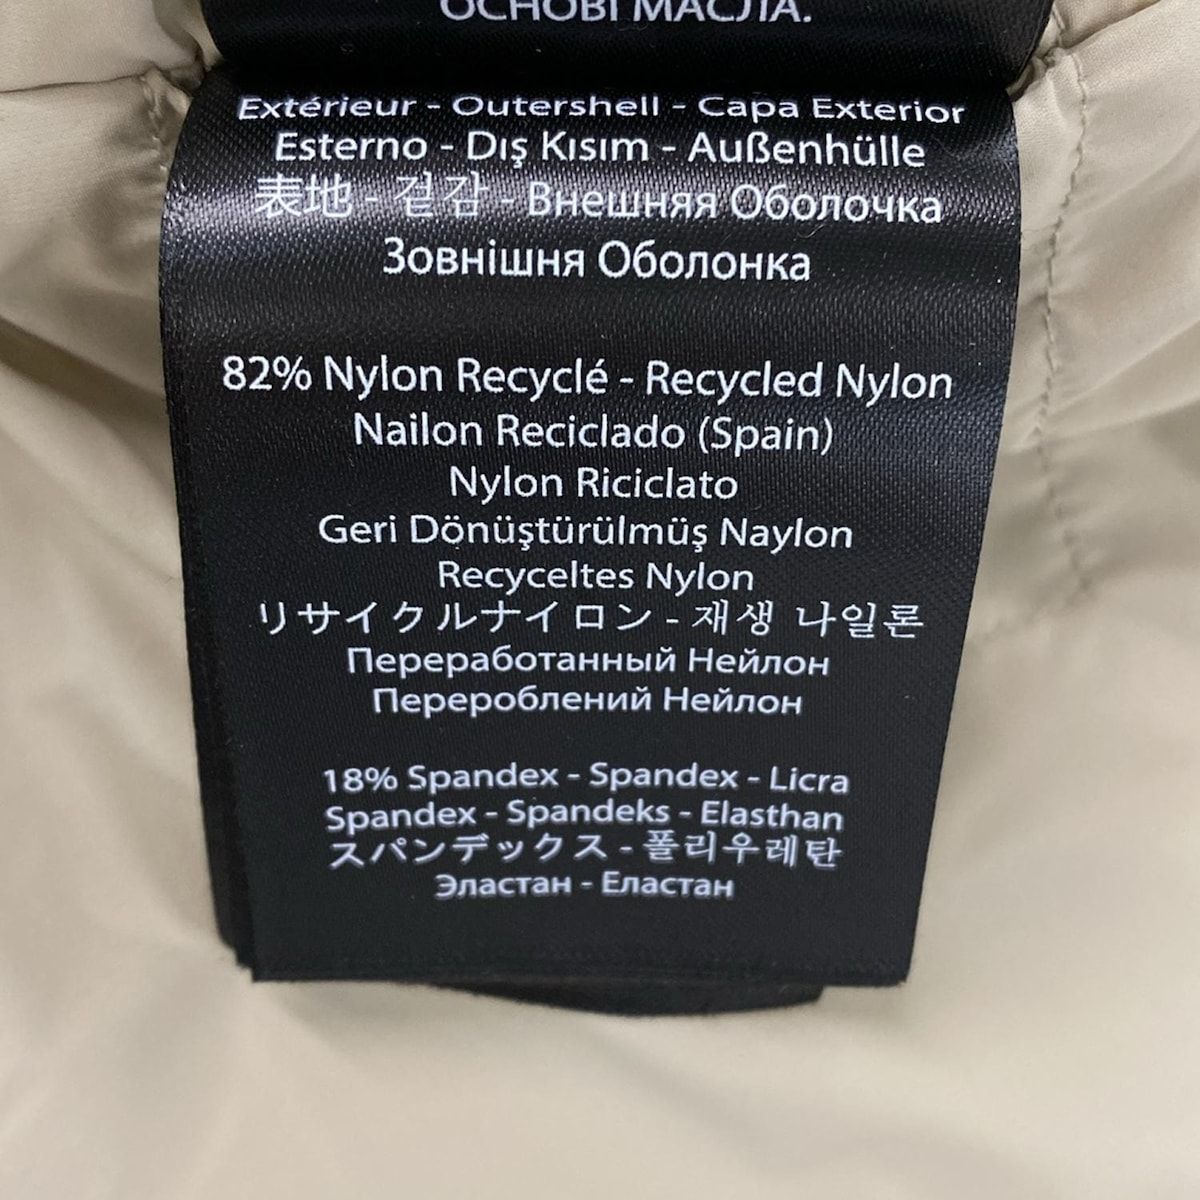 ОСНОВІ МАСЛА.
Extérieur - Outershell - Capa Exterior
Esterno - Dış Kısım - Außenhülle
表地 - 겉감 - Внешняя Оболочка
Зовнішня Оболонка
82% Nylon Recyclé - Recycled Nylon
Nailon Reciclado (Spain)
Nylon Riciclato
Geri Dönüştürülmüş Naylon
Recyceltes Nylon
リサイクルナイロン - 재생 나일론
Переработанный Нейлон
Перероблений Нейлон
18% Spandex - Spandex - Licra
Spandex - Spandeks - Elasthan
スパンデックス - 폴리우레탄
Эластан - Еластан